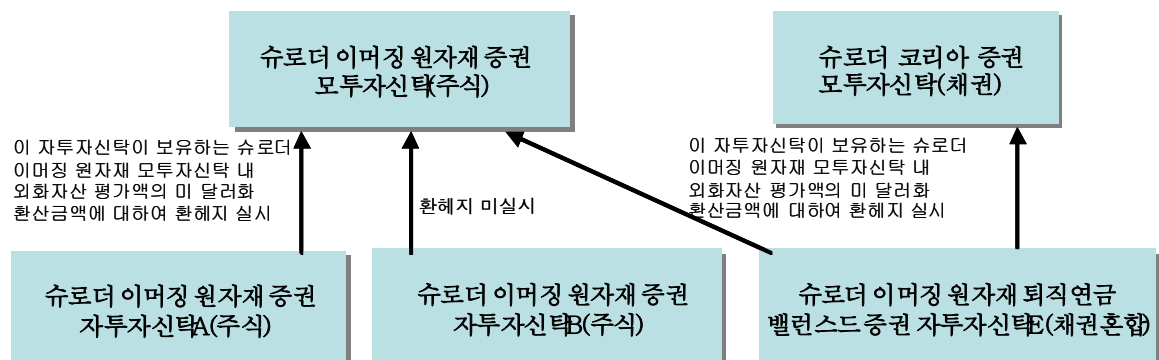 슈로더 이머징 원자재 증권
모투자신탁(주식)
슈로더 코리아 증권
모투자신탁(채권)
이 자투자신탁이 보유하는 슈로더
이머징 원자재 모투자신탁 내
외화자산 평가액의 미 달러화
환산금액에 대하여 환헤지 실시
환헤지 미실시
이 자투자신탁이 보유하는 슈로더
이머징 원자재 모투자신탁 내
외화자산 평가액의 미 달러화
환산금액에 대하여 환헤지 실시
슈로더 이머징 원자재 증권
자투자신탁A(주식)
슈로더 이머징 원자재 증권
자투자신탁B(주식)
슈로더 이머징 원자재 퇴직연금
밸런스드 증권 자투자신탁E(채권혼합)